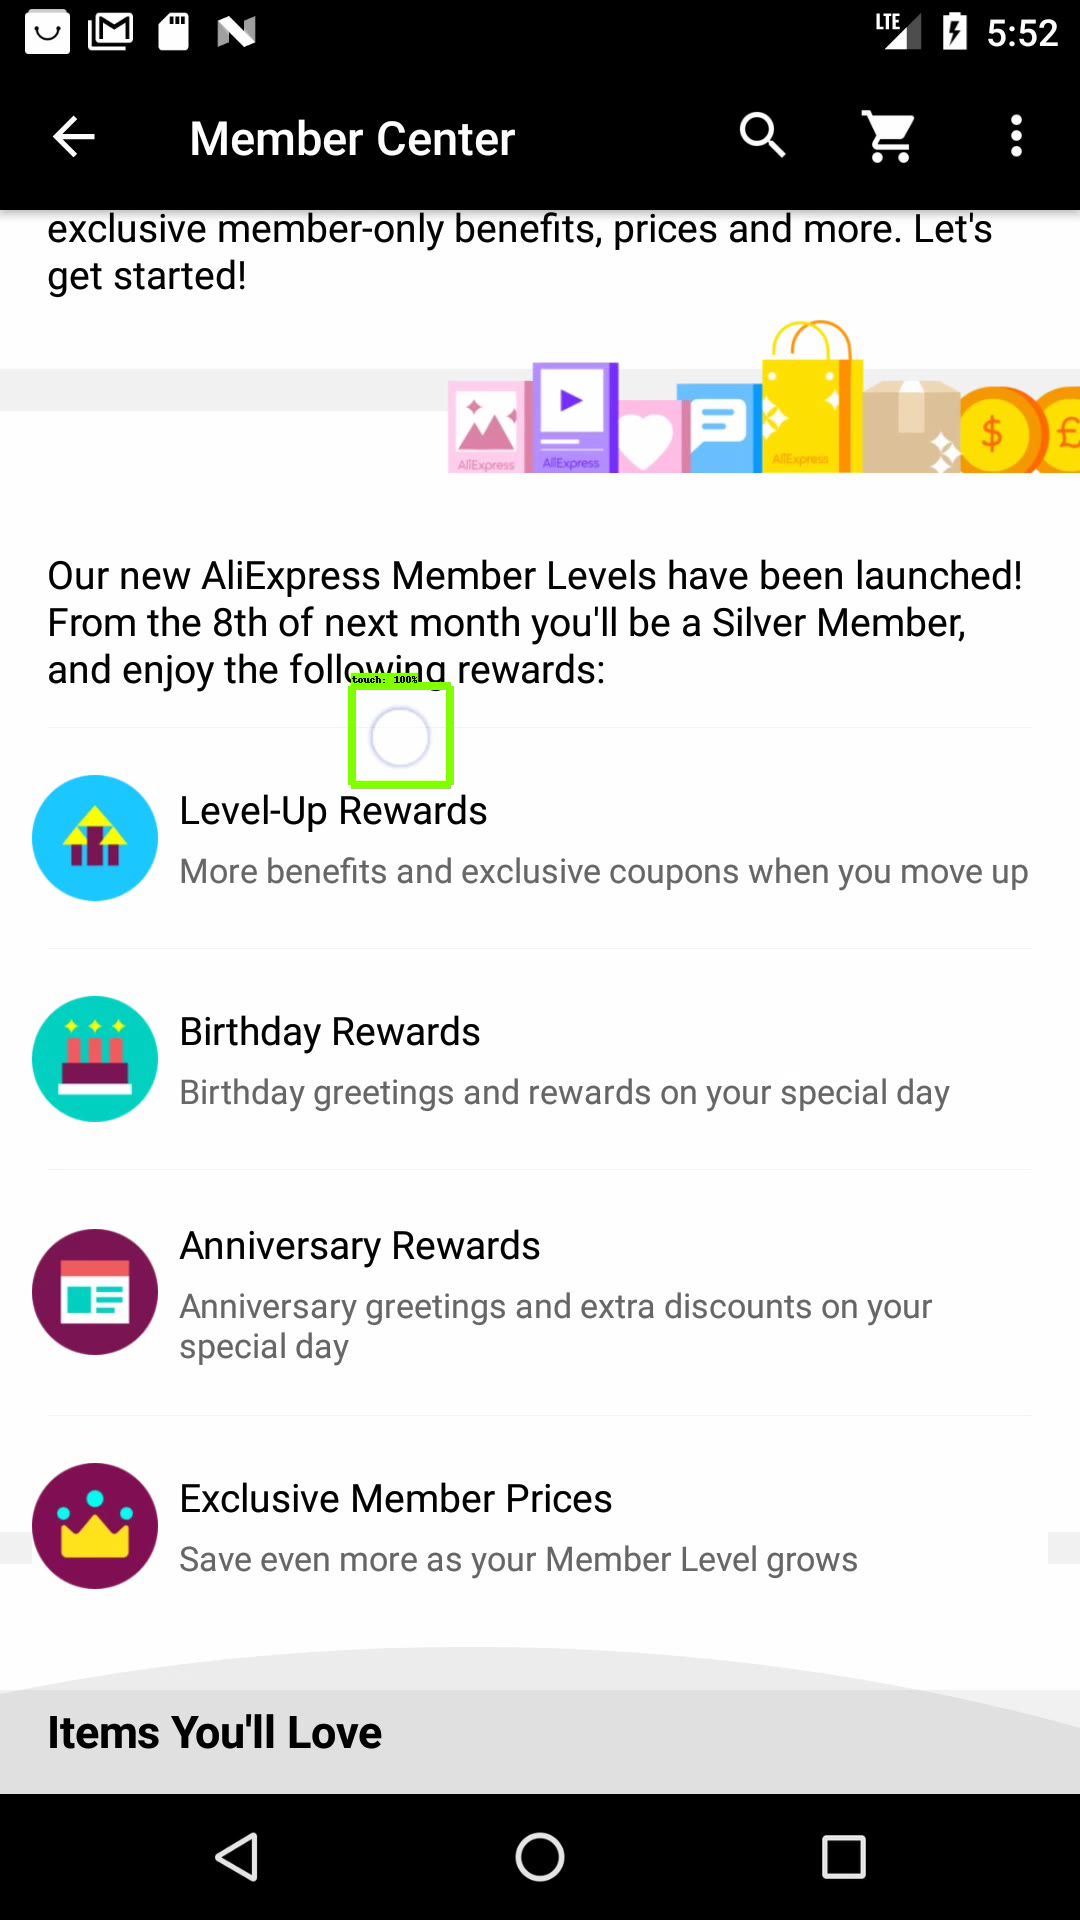 LTE 5:52
Member Center
exclusive member-only benefits, prices and more. Let's
get started!
AliExpress AliExpress AliExpress $ £
Our new AliExpress Member Levels have been launched!
From the 8th of next month you'll be a Silver Member,
and enjoy the following rewards:
touch: 100%
Level-Up Rewards
More benefits and exclusive coupons when you move up
Birthday Rewards
Birthday greetings and rewards on your special day
Anniversary Rewards
Anniversary greetings and extra discounts on your
special day
Exclusive Member Prices
Save even more as your Member Level grows
Items You'll Love